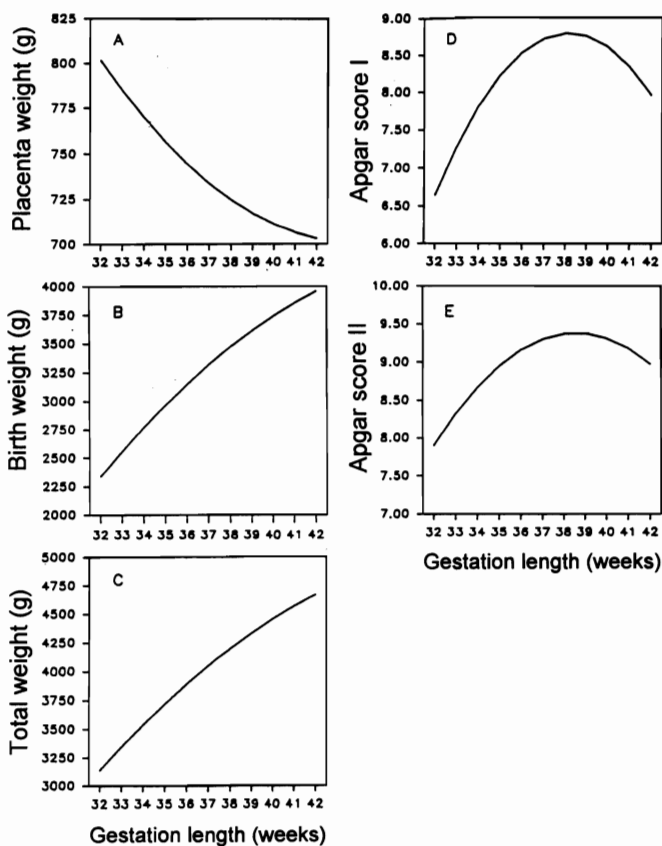 A
Placenta weight (g)
825
800
775
750
725
700
32 33 34 35 36 37 38 39 40 41 42
B
Birth weight (g)
4000
3750
3500
3250
3000
2750
2500
2250
2000
32 33 34 35 36 37 38 39 40 41 42
C
Total weight (g)
5000
4750
4500
4250
4000
3750
3500
3250
3000
32 33 34 35 36 37 38 39 40 41 42
Gestation length (weeks)
D
Apgar score I
9.00
8.50
8.00
7.50
7.00
6.50
6.00
32 33 34 35 36 37 38 39 40 41 42
E
Apgar score II
10.00
9.50
9.00
8.50
8.00
7.50
7.00
32 33 34 35 36 37 38 39 40 41 42
Gestation length (weeks)